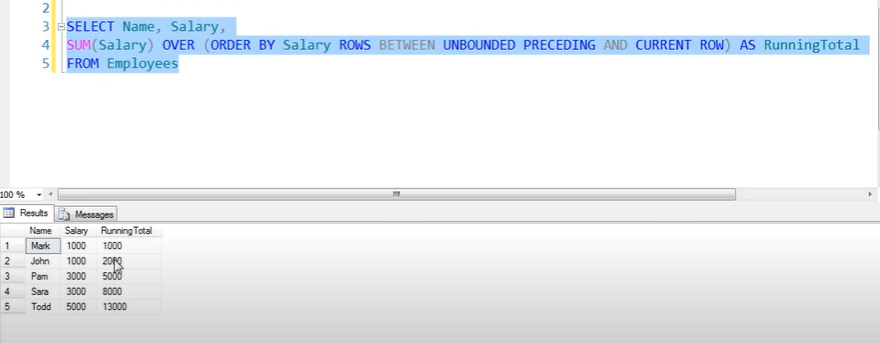 2
3 SELECT Name, Salary,
4 SUM(Salary) OVER (ORDER BY Salary ROWS BETWEEN UNBOUNDED PRECEDING AND CURRENT ROW) AS RunningTotal
5 FROM Employees
100 %
Results Messages
Name Salary RunningTotal
1 Mark 1000 1000
2 John 1000 2000
3 Pam 3000 5000
4 Sara 3000 8000
5 Todd 5000 13000